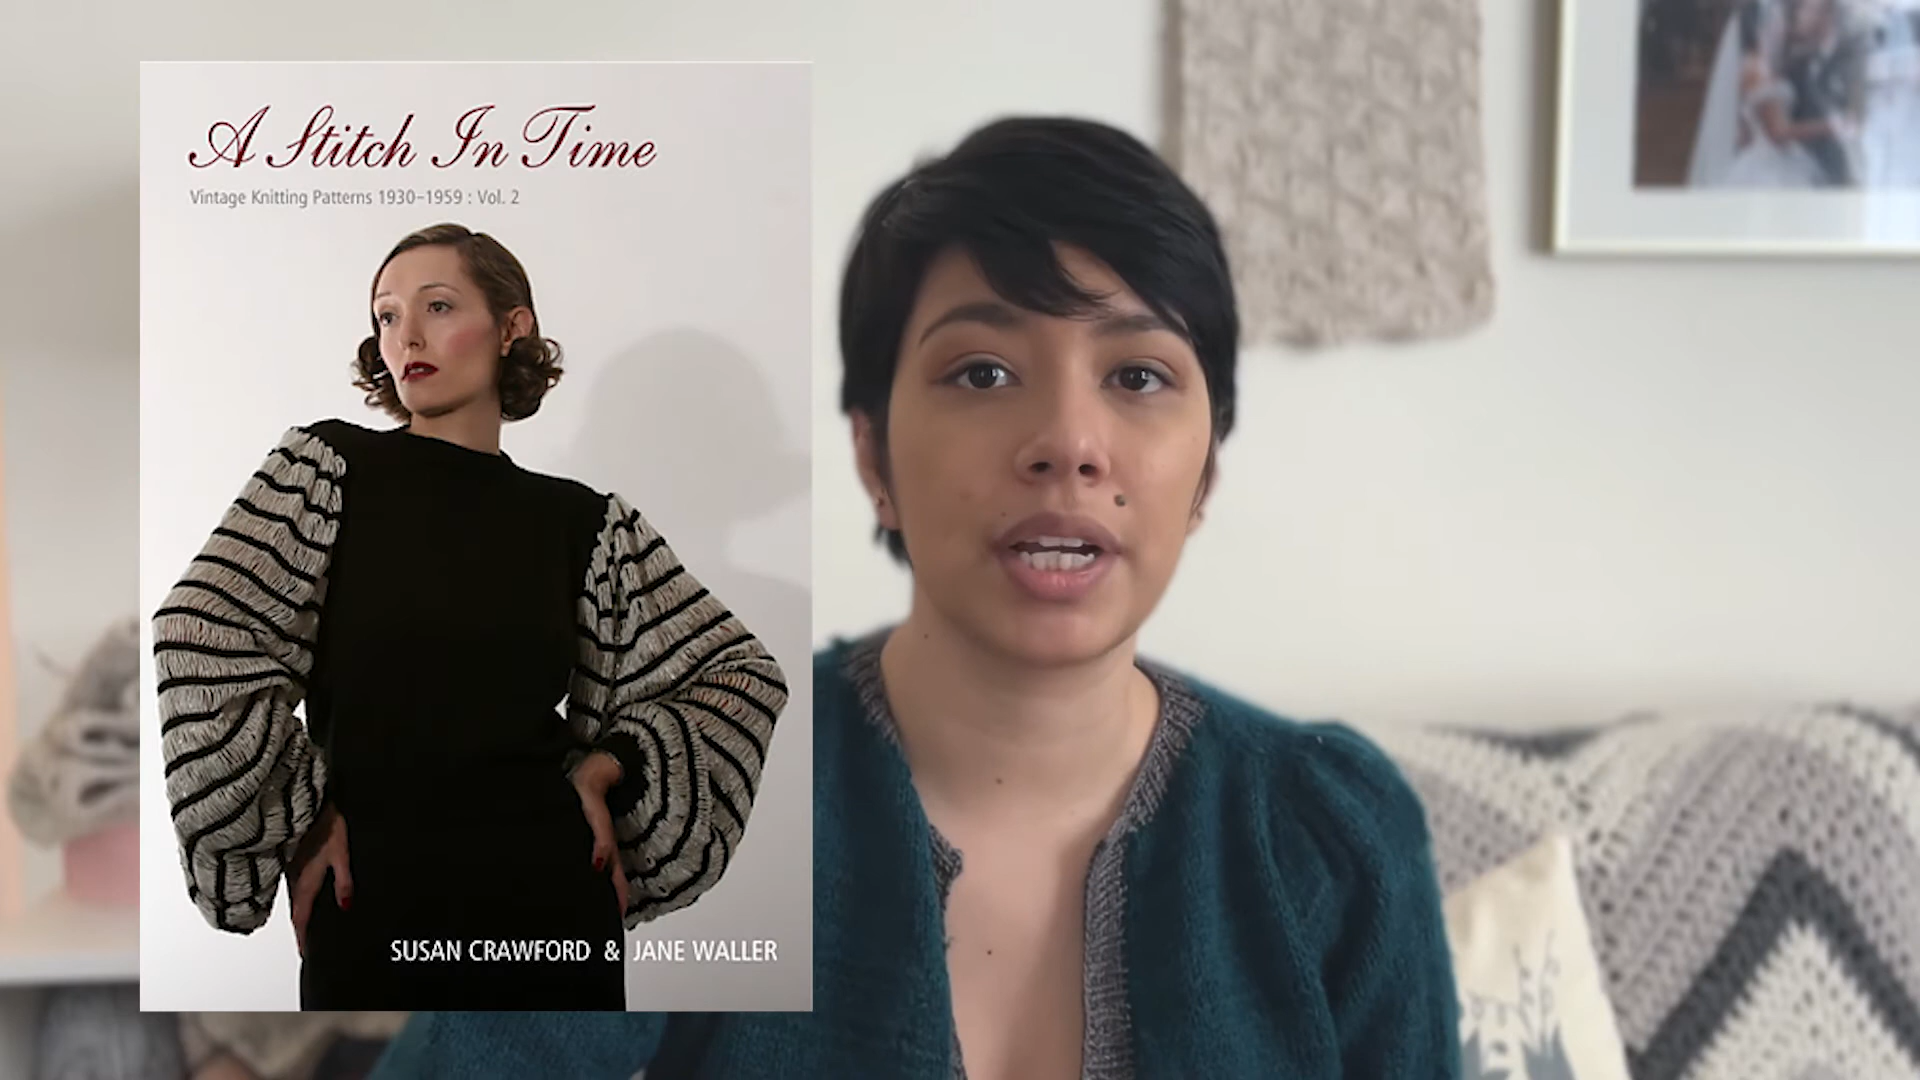 A Stitch In Time
Vintage Knitting Patterns 1930-1959 : Vol. 2
SUSAN CRAWFORD & JANE WALLER